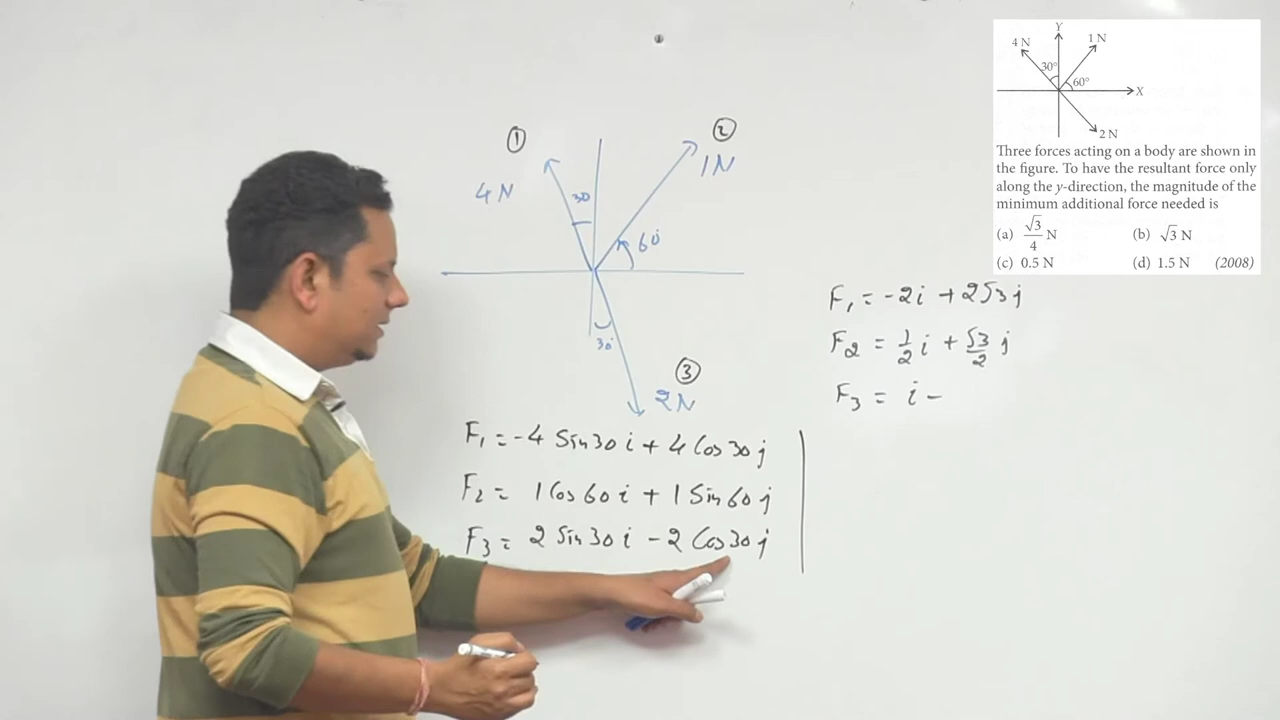 ① ②
4 N 1N
30
60°
30°
③
2N
F₁ = -4 Sin30 i + 4 Cos 30 j
F₂ = 1 Cos 60 i + 1 Sin 60 j
F₃ = 2 Sin 30 i - 2 Cos 30 j
F₁ = -2i + 2√3 j
F₂ = 1/2 i + √3/2 j
F₃ = i -
Y
4 N 1 N
30°
60°
X
2 N
Three forces acting on a body are shown in
the figure. To have the resultant force only
along the y-direction, the magnitude of the
minimum additional force needed is
(a) √3/4 N (b) √3 N
(c) 0.5 N (d) 1.5 N (2008)